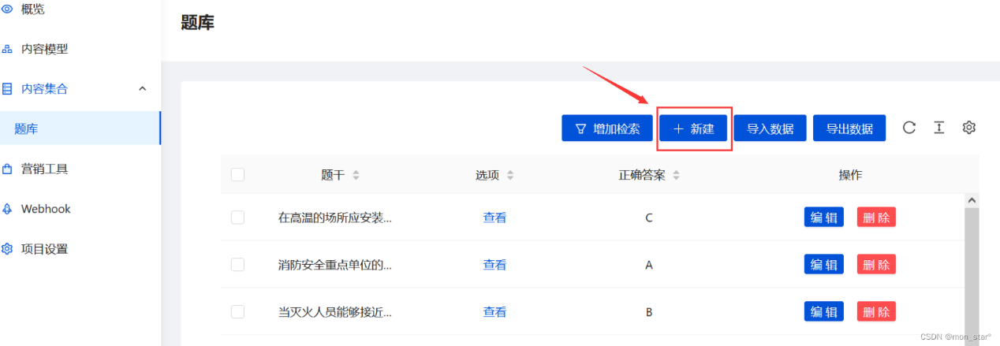 概览
题库
内容模型
内容集合
题库
增加检索 新建 导入数据 导出数据
营销工具
题干 选项 正确答案 操作
Webhook
在高温的场所应安装... 查看 C 编 辑 删 除
项目设置
消防安全重点单位的... 查看 A 编 辑 删 除
当灭火人员能够接近... 查看 B 编 辑 删 除
CSDN @mon_star°